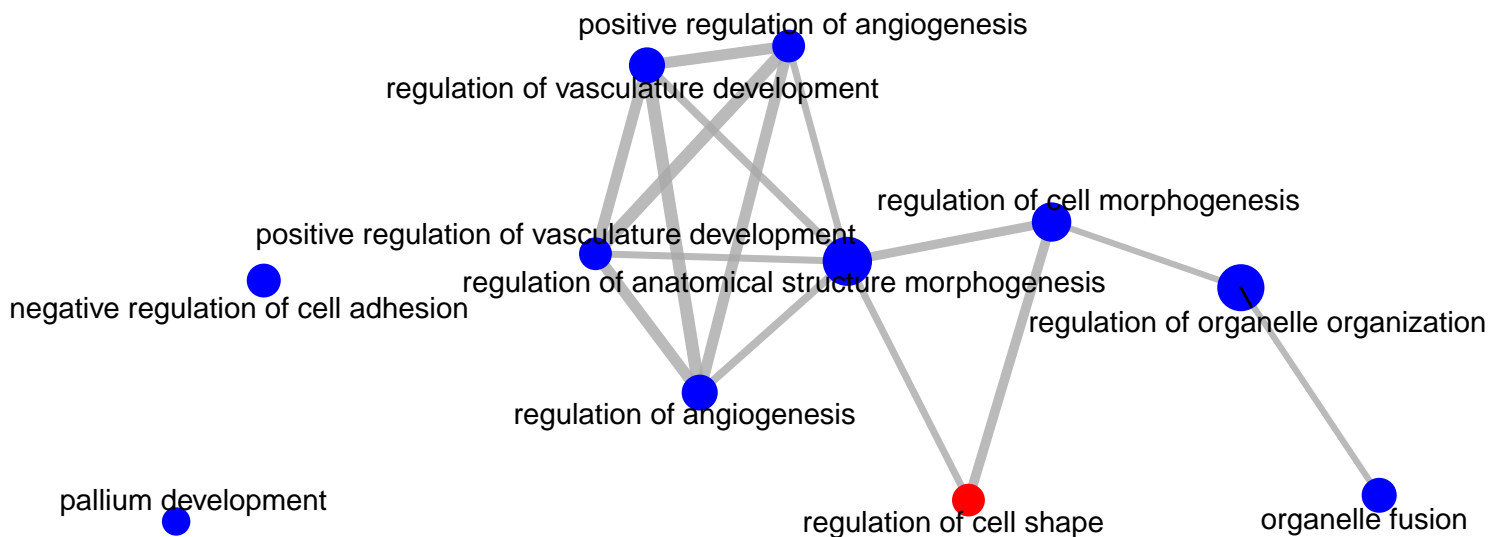 positive regulation of angiogenesis
regulation of vasculature development
regulation of cell morphogenesis
positive regulation of vasculature development
regulation of anatomical structure morphogenesis
negative regulation of cell adhesion
regulation of organelle organization
regulation of angiogenesis
pallium development
regulation of cell shape
organelle fusion